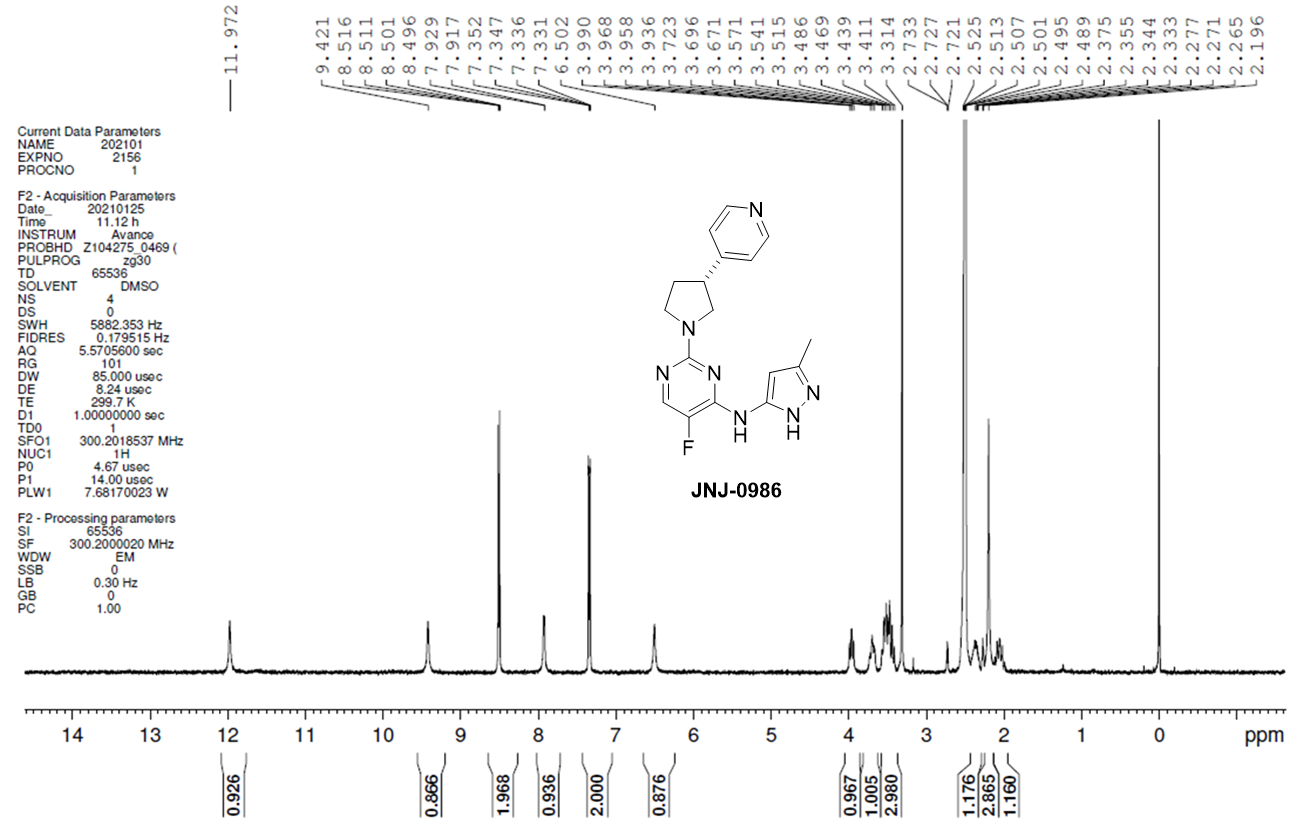 11.972
9.421
8.516
8.511
8.501
8.496
7.929
7.917
7.352
7.347
7.336
7.331
6.502
3.990
3.968
3.958
3.936
3.723
3.696
3.671
3.571
3.541
3.515
3.486
3.469
3.439
3.411
3.314
2.733
2.727
2.721
2.525
2.513
2.507
2.501
2.495
2.489
2.375
2.355
2.344
2.333
2.277
2.271
2.265
2.196
Current Data Parameters
NAME 202101
EXPNO 2156
PROCNO 1
F2 - Acquisition Parameters
Date_ 20210125
Time 11.12 h
INSTRUM Avance
PROBHD Z104275_0469 (
PULPROG zg30
TD 65536
SOLVENT DMSO
NS 4
DS 0
SWH 5882.353 Hz
FIDRES 0.179515 Hz
AQ 5.5705600 sec
RG 101
DW 85.000 usec
DE 8.24 usec
TE 299.7 K
D1 1.00000000 sec
TD0 1
SFO1 300.2018537 MHz
NUC1 1H
P0 4.67 usec
P1 14.00 usec
PLW1 7.68170023 W
F2 - Processing parameters
SI 65536
SF 300.2000020 MHz
WDW EM
SSB 0
LB 0.30 Hz
GB 0
PC 1.00
N
N
N N
N
N N
H H
F
JNJ-0986
14 13 12 11 10 9 8 7 6 5 4 3 2 1 0 ppm
0.926
0.866
1.968
0.936
2.000
0.876
0.967
1.005
2.980
1.176
2.865
1.160